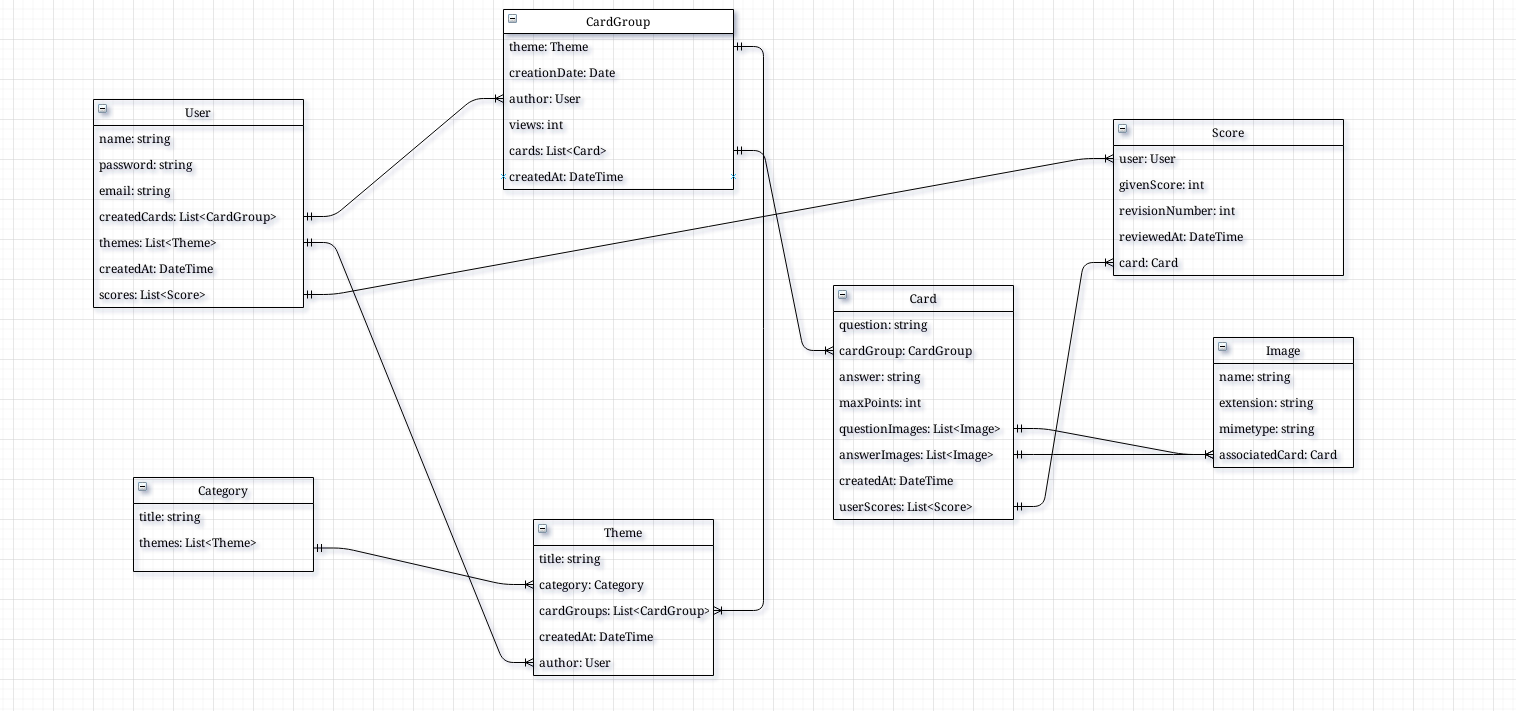 CardGroup
theme: Theme
creationDate: Date
author: User
views: int
cards: List<Card>
createdAt: DateTime
User
name: string
password: string
email: string
createdCards: List<CardGroup>
themes: List<Theme>
createdAt: DateTime
scores: List<Score>
Score
user: User
givenScore: int
revisionNumber: int
reviewedAt: DateTime
card: Card
Card
question: string
cardGroup: CardGroup
answer: string
maxPoints: int
questionImages: List<Image>
answerImages: List<Image>
createdAt: DateTime
userScores: List<Score>
Image
name: string
extension: string
mimetype: string
associatedCard: Card
Category
title: string
themes: List<Theme>
Theme
title: string
category: Category
cardGroups: List<CardGroup>
createdAt: DateTime
author: User